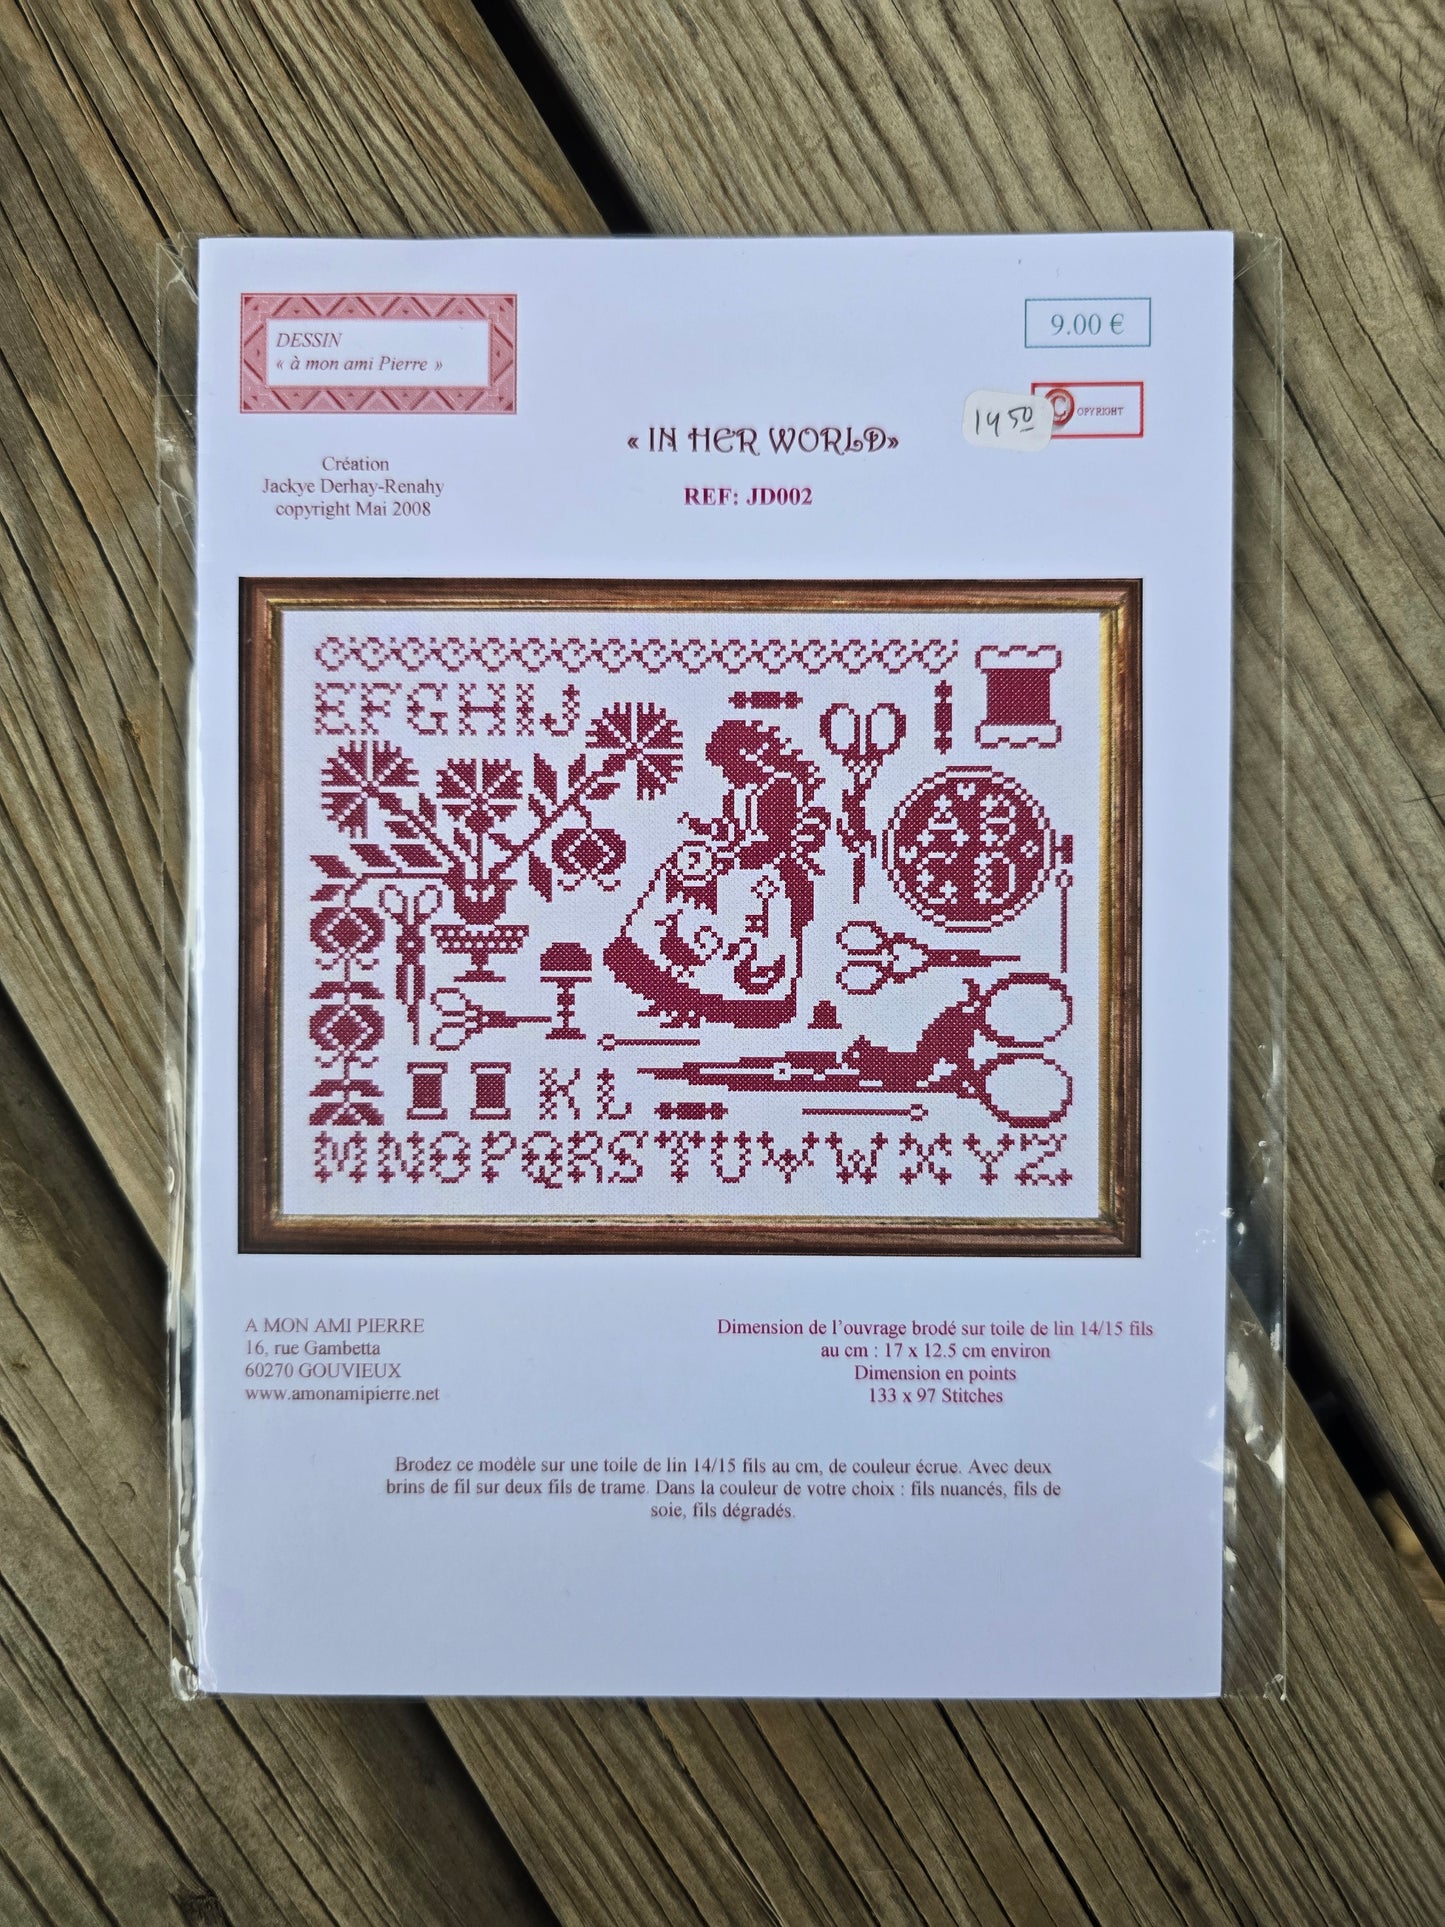 DESSIN
« à mon ami Pierre »
9.00 €
© OPYRIGHT
14 50
« IN HER WORLD»
REF: JD002
Création
Jackye Derhay-Renahy
copyright Mai 2008
EFGHIJ
A B
C D
KL
MNOPQRSTUVWXYZ
A MON AMI PIERRE
16, rue Gambetta
60270 GOUVIEUX
www.amonamipierre.net
Dimension de l’ouvrage brodé sur toile de lin 14/15 fils
au cm : 17 x 12.5 cm environ
Dimension en points
133 x 97 Stitches
Brodez ce modèle sur une toile de lin 14/15 fils au cm, de couleur écrue. Avec deux
brins de fil sur deux fils de trame. Dans la couleur de votre choix : fils nuancés, fils de
soie, fils dégradés.